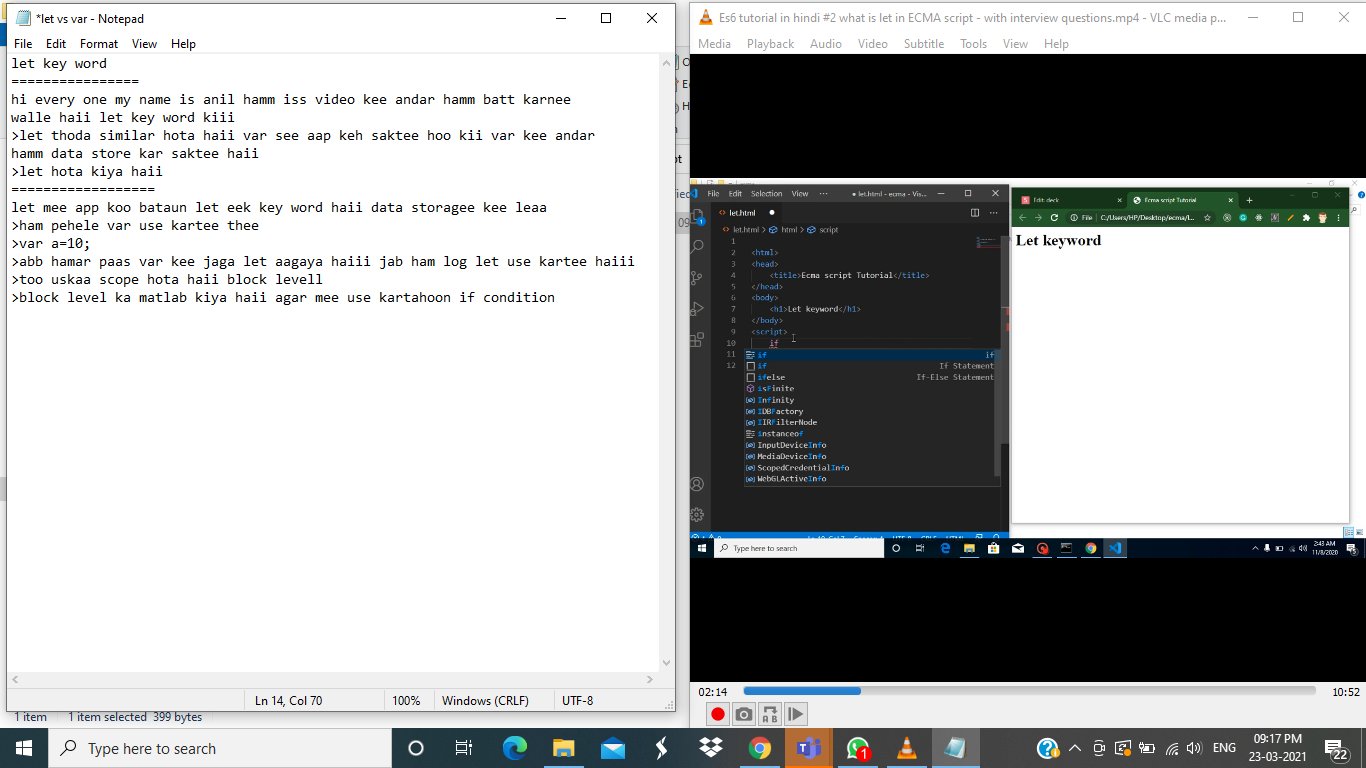 *let vs var - Notepad
File Edit Format View Help
let key word
================
hi every one my name is anil hamm iss video kee andar hamm batt karnee
walle haii let key word kiii
>let thoda similar hota haii var see aap keh saktee hoo kii var kee andar
hamm data store kar saktee haii
>let hota kiya haii
==================
let mee app koo bataun let eek key word haii data storagee kee leaa
>ham pehele var use kartee thee
>var a=10;
>abb hamar paas var kee jaga let aagaya haiii jab ham log let use kartee haiii
>too uskaa scope hota haii block levell
>block level ka matlab kiya haii agar mee use kartahoon if condition
Ln 14, Col 70 100% Windows (CRLF) UTF-8
1 item 1 item selected 399 bytes
Es6 tutorial in hindi #2 what is let in ECMA script - with interview questions.mp4 - VLC media p...
Media Playback Audio Video Subtitle Tools View Help
File Edit Selection View ··· ● let.html - ecma - Vis...
let.html
let.html > html > script
1
2 <html>
3 <head>
4 <title>Ecma script Tutorial</title>
5 </head>
6 <body>
7 <h1>Let keyword</h1>
8 </body>
9 <script>
10 if
11
12
if if
if If Statement
ifelse If-Else Statement
isFinite
Infinity
IDBFactory
IIRFilterNode
instanceof
InputDeviceInfo
MediaDeviceInfo
ScopedCredentialInfo
WebGLActiveInfo
Edit deck Ecma script Tutorial
File C:/Users/HP/Desktop/ecma/l...
Let keyword
Type here to search
2:43 AM
11/8/2020
02:14 10:52
Type here to search
1
ENG
09:17 PM
23-03-2021
22